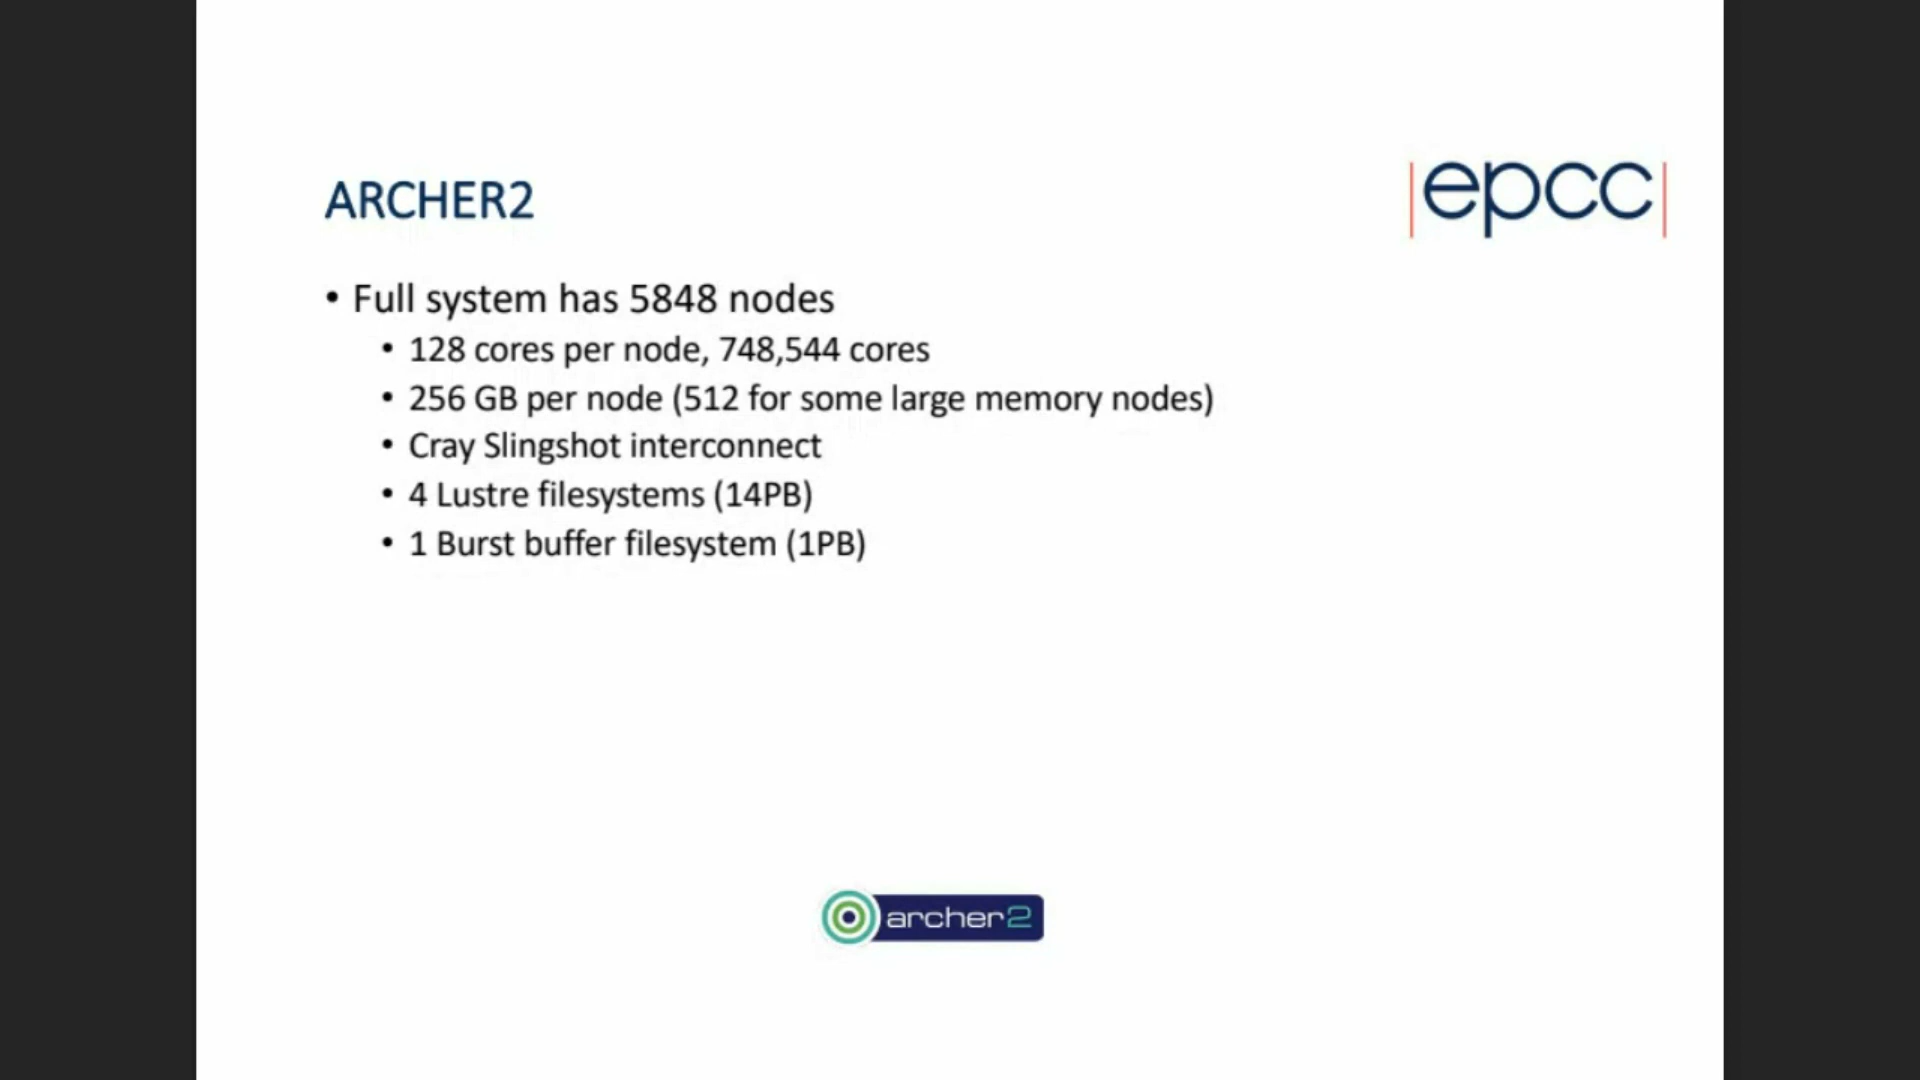 ARCHER2
|epcc|
• Full system has 5848 nodes
• 128 cores per node, 748,544 cores
• 256 GB per node (512 for some large memory nodes)
• Cray Slingshot interconnect
• 4 Lustre filesystems (14PB)
• 1 Burst buffer filesystem (1PB)
archer2